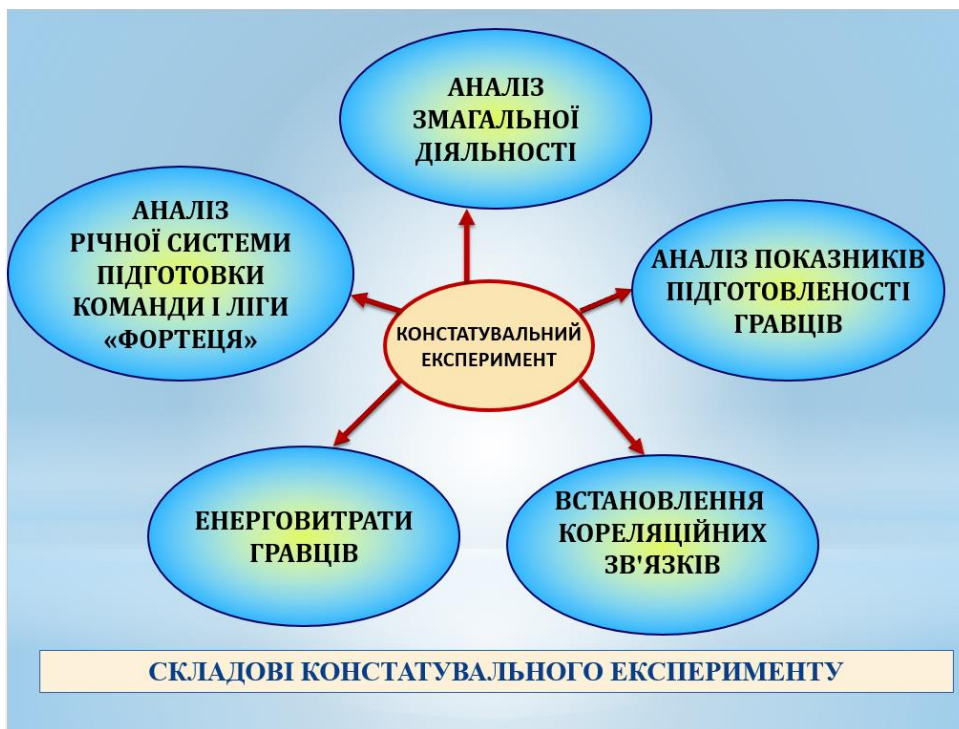 АНАЛІЗ
ЗМАГАЛЬНОЇ
ДІЯЛЬНОСТІ
АНАЛІЗ
РІЧНОЇ СИСТЕМИ
ПІДГОТОВКИ
КОМАНДИ І ЛІГИ
«ФОРТЕЦЯ»
АНАЛІЗ ПОКАЗНИКІВ
ПІДГОТОВЛЕНОСТІ
ГРАВЦІВ
КОНСТАТУВАЛЬНИЙ
ЕКСПЕРИМЕНТ
ЕНЕРГОВИТРАТИ
ГРАВЦІВ
ВСТАНОВЛЕННЯ
КОРЕЛЯЦІЙНИХ
ЗВ'ЯЗКІВ
СКЛАДОВІ КОНСТАТУВАЛЬНОГО ЕКСПЕРИМЕНТУ